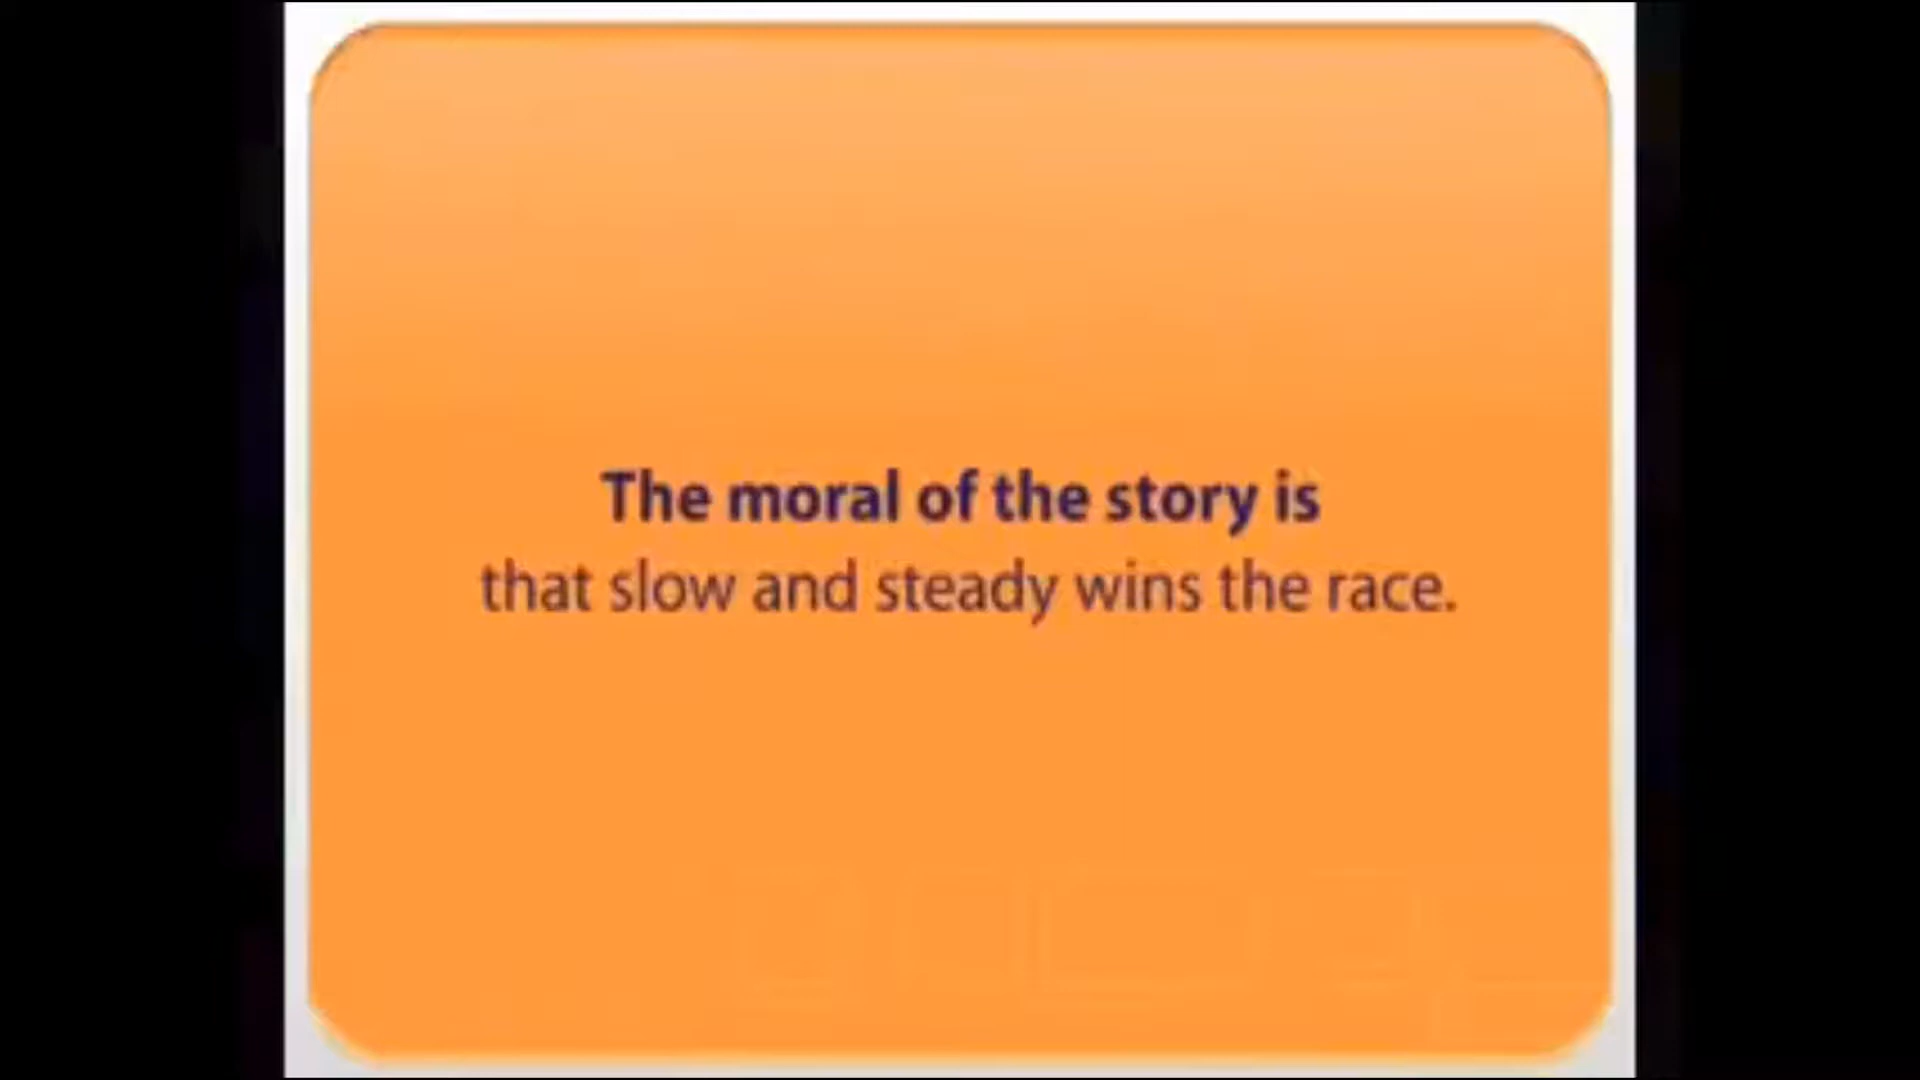 The moral of the story is
that slow and steady wins the race.